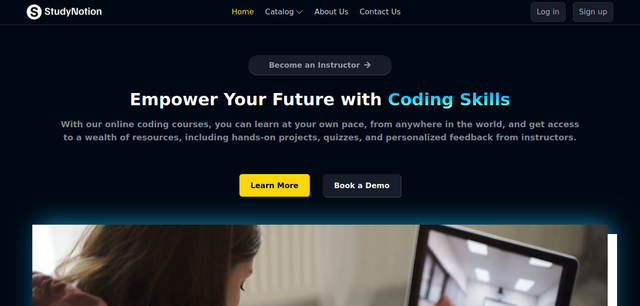 StudyNotion
Home Catalog About Us Contact Us
Log in Sign up
Become an Instructor
Empower Your Future with Coding Skills
With our online coding courses, you can learn at your own pace, from anywhere in the world, and get access
to a wealth of resources, including hands-on projects, quizzes, and personalized feedback from instructors.
Learn More Book a Demo